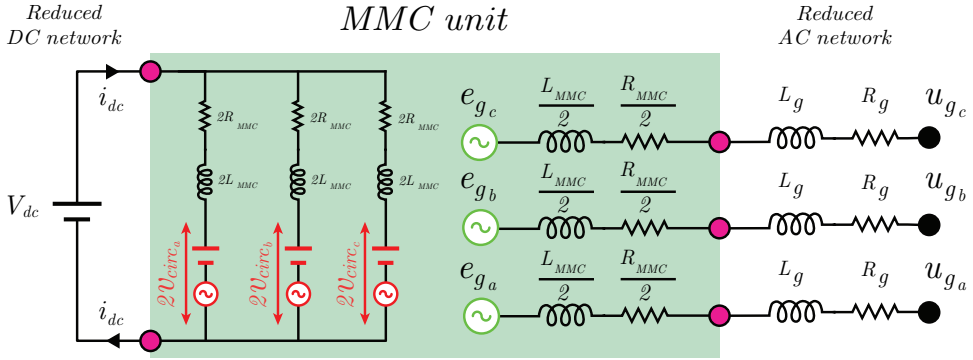 Reduced
DC network
MMC unit
Reduced
AC network
i_dc
V_dc
i_dc
2R_MMC
2R_MMC
2R_MMC
2L_MMC
2L_MMC
2L_MMC
2v_circ_a
2v_circ_b
2v_circ_c
e_g_c
L_MMC
2
R_MMC
2
L_g
R_g
u_g_c
e_g_b
L_MMC
2
R_MMC
2
L_g
R_g
u_g_b
e_g_a
L_MMC
2
R_MMC
2
L_g
R_g
u_g_a